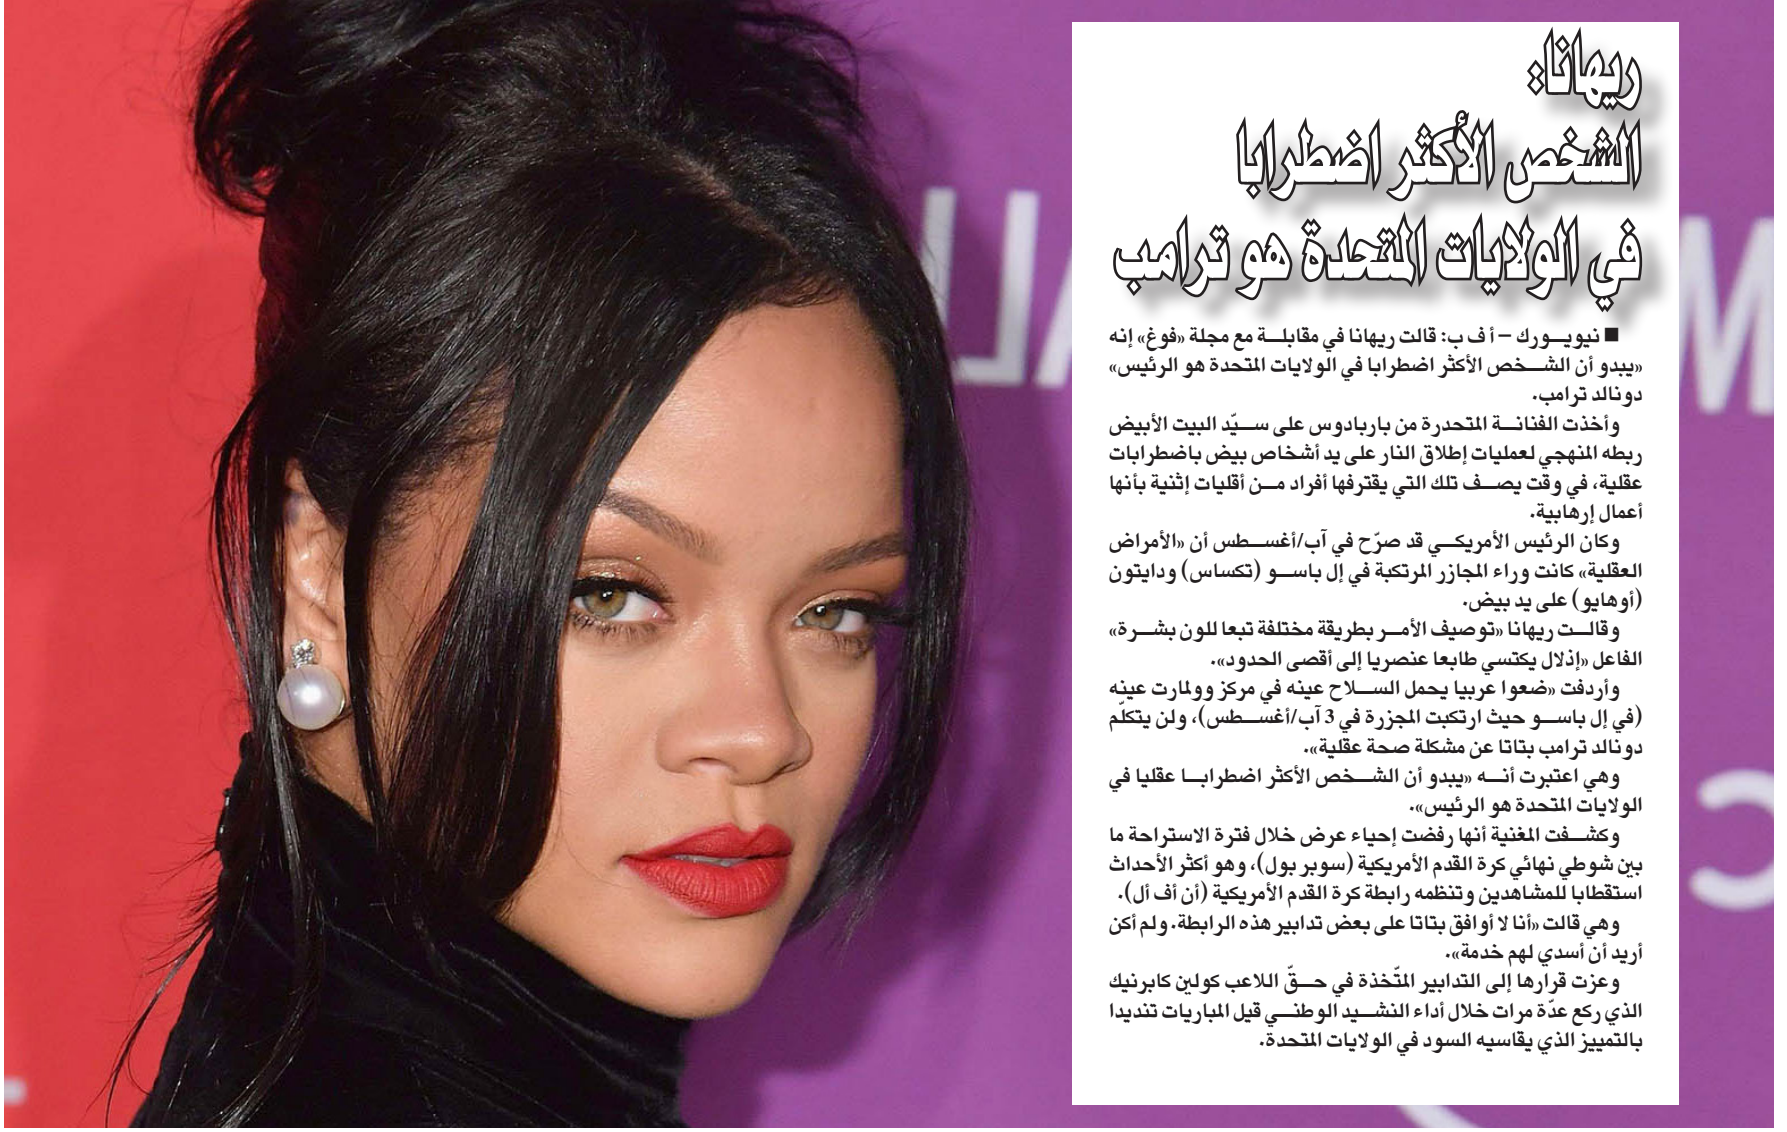 ريهانا:
الشخص الأكثر اضطرابا
في الولايات المتحدة هو ترامب
■ نيويورك – أ ف ب: قالت ريهانا في مقابلة مع مجلة «فوغ» إنه
«يبدو أن الشخص الأكثر اضطرابا في الولايات المتحدة هو الرئيس»
دونالد ترامب.
وأخذت الفنانة المتحدرة من باربادوس على سيّد البيت الأبيض
ربطه المنهجي لعمليات إطلاق النار على يد أشخاص بيض باضطرابات
عقلية، في وقت يصف تلك التي يقترفها أفراد من أقليات إثنية بأنها
أعمال إرهابية.
وكان الرئيس الأمريكي قد صرّح في آب/أغسطس أن «الأمراض
العقلية» كانت وراء المجازر المرتكبة في إل باسو (تكساس) ودايتون
(أوهايو) على يد بيض.
وقالت ريهانا «توصيف الأمر بطريقة مختلفة تبعا للون بشرة»
الفاعل «إذلال يكتسي طابعا عنصريا إلى أقصى الحدود».
وأردفت «ضعوا عربيا يحمل السلاح عينه في مركز وولمارت عينه
(في إل باسو حيث ارتكبت المجزرة في 3 آب/أغسطس)، ولن يتكلّم
دونالد ترامب بتاتا عن مشكلة صحة عقلية».
وهي اعتبرت أنه «يبدو أن الشخص الأكثر اضطرابا عقليا في
الولايات المتحدة هو الرئيس».
وكشفت المغنية أنها رفضت إحياء عرض خلال فترة الاستراحة ما
بين شوطي نهائي كرة القدم الأمريكية (سوبر بول)، وهو أكثر الأحداث
استقطابا للمشاهدين وتنظمه رابطة كرة القدم الأمريكية (أن أف أل).
وهي قالت «أنا لا أوافق بتاتا على بعض تدابير هذه الرابطة. ولم أكن
أريد أن أسدي لهم خدمة».
وعزت قرارها إلى التدابير المتّخذة في حقّ اللاعب كولين كابرنيك
الذي ركع عدّة مرات خلال أداء النشيد الوطني قيل المباريات تنديدا
بالتمييز الذي يقاسيه السود في الولايات المتحدة.